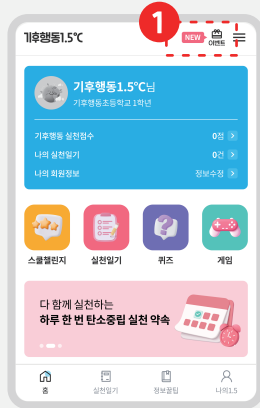 1
기후행동1.5℃
NEW
이벤트
기후행동1.5℃님
기후행동초등학교 1학년
기후행동 실천점수 0점
나의 실천일기 0건
나의 회원정보 정보수정
스쿨챌린지 실천일기 퀴즈 게임
다 함께 실천하는
하루 한 번 탄소중립 실천 약속
홈 실천일기 정보꿀팁 나의1.5